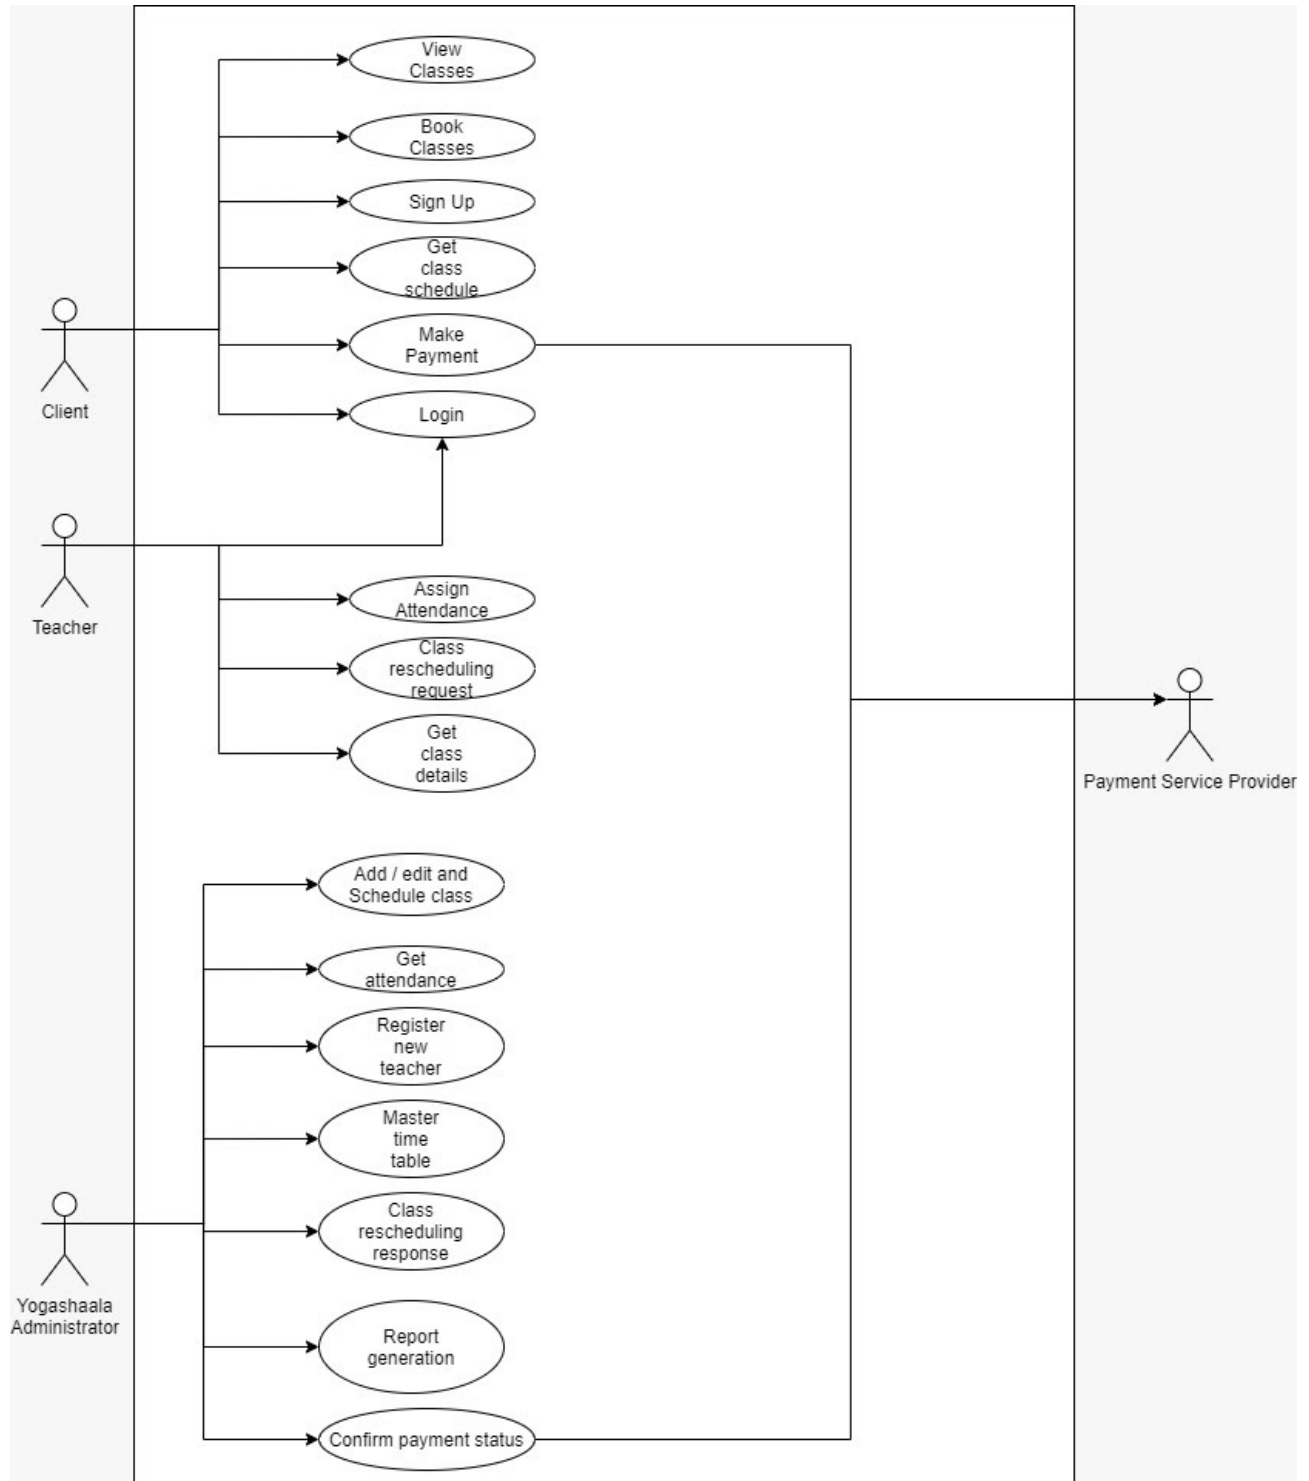 View
Classes
Book
Classes
Sign Up
Get
class
schedule
Make
Payment
Client
Login
Teacher
Assign
Attendance
Class
rescheduling
request
Get
class
details
Payment Service Provider
Add / edit and
Schedule class
Get
attendance
Register
new
teacher
Master
time
table
Class
rescheduling
response
Yogashaala
Administrator
Report
generation
Confirm payment status